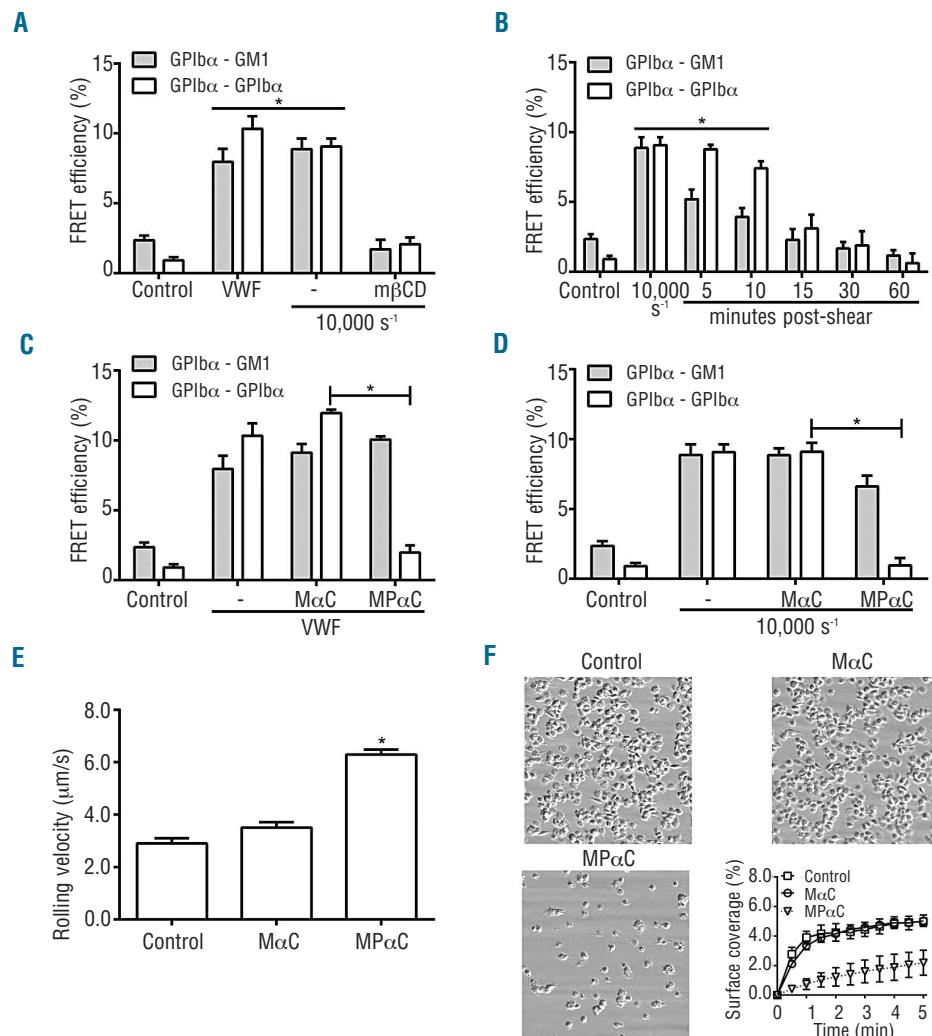 A
GPIbα - GM1
GPIbα - GPIbα
FRET efficiency (%)
15
10
5
0
*
Control
VWF
-
mβCD
10,000 s-1
B
GPIbα - GM1
GPIbα - GPIbα
FRET efficiency (%)
15
10
5
0
*
Control
10,000
s-1
5
10
15
30
60
minutes post-shear
C
GPIbα - GM1
GPIbα - GPIbα
FRET efficiency (%)
15
10
5
0
*
Control
-
MαC
MPαC
VWF
D
GPIbα - GM1
GPIbα - GPIbα
FRET efficiency (%)
15
10
5
0
*
Control
-
MαC
MPαC
10,000 s-1
E
Rolling velocity (μm/s)
8.0
6.0
4.0
2.0
0.0
*
Control
MαC
MPαC
F
Control
MαC
MPαC
Surface coverage (%)
8.0
6.0
4.0
2.0
0.0
Control
MαC
MPαC
0
1
2
3
4
5
Time (min)